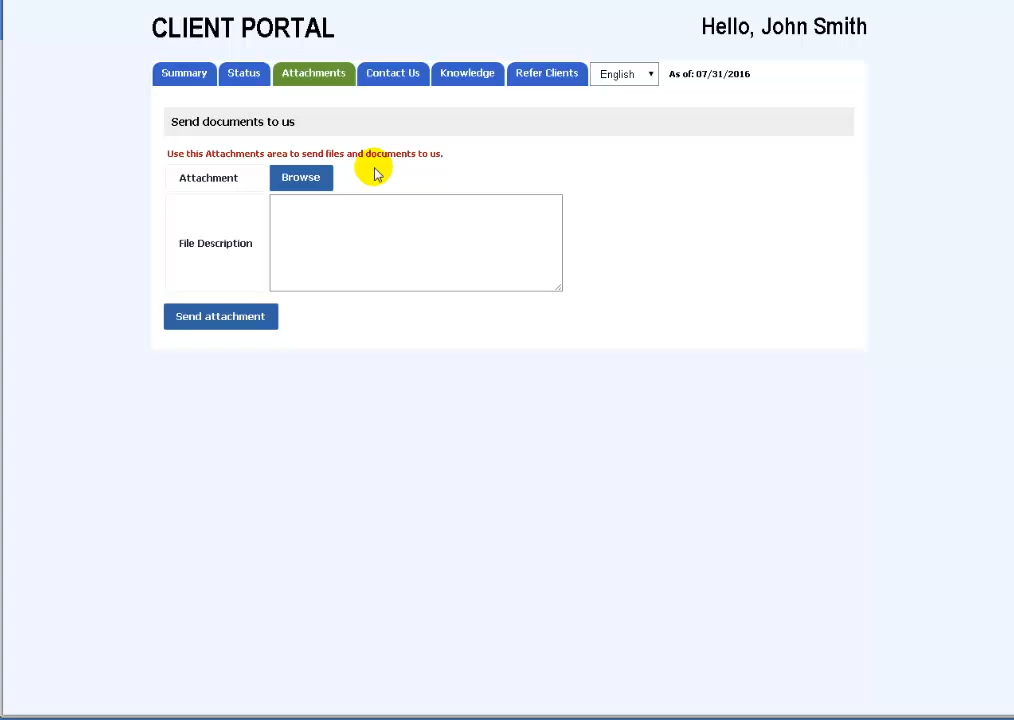 CLIENT PORTAL
Hello, John Smith
Summary
Status
Attachments
Contact Us
Knowledge
Refer Clients
English
As of: 07/31/2016
Send documents to us
Use this Attachments area to send files and documents to us.
Attachment
Browse
File Description
Send attachment